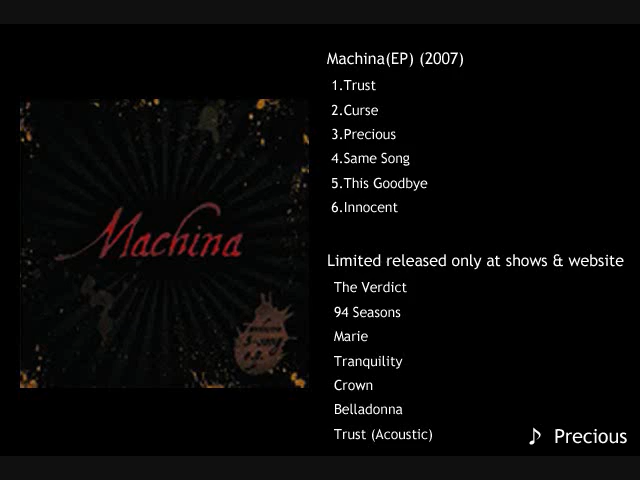 Machina
Machina(EP) (2007)
1.Trust
2.Curse
3.Precious
4.Same Song
5.This Goodbye
6.Innocent
Limited released only at shows & website
The Verdict
94 Seasons
Marie
Tranquility
Crown
Belladonna
Trust (Acoustic)
♪ Precious